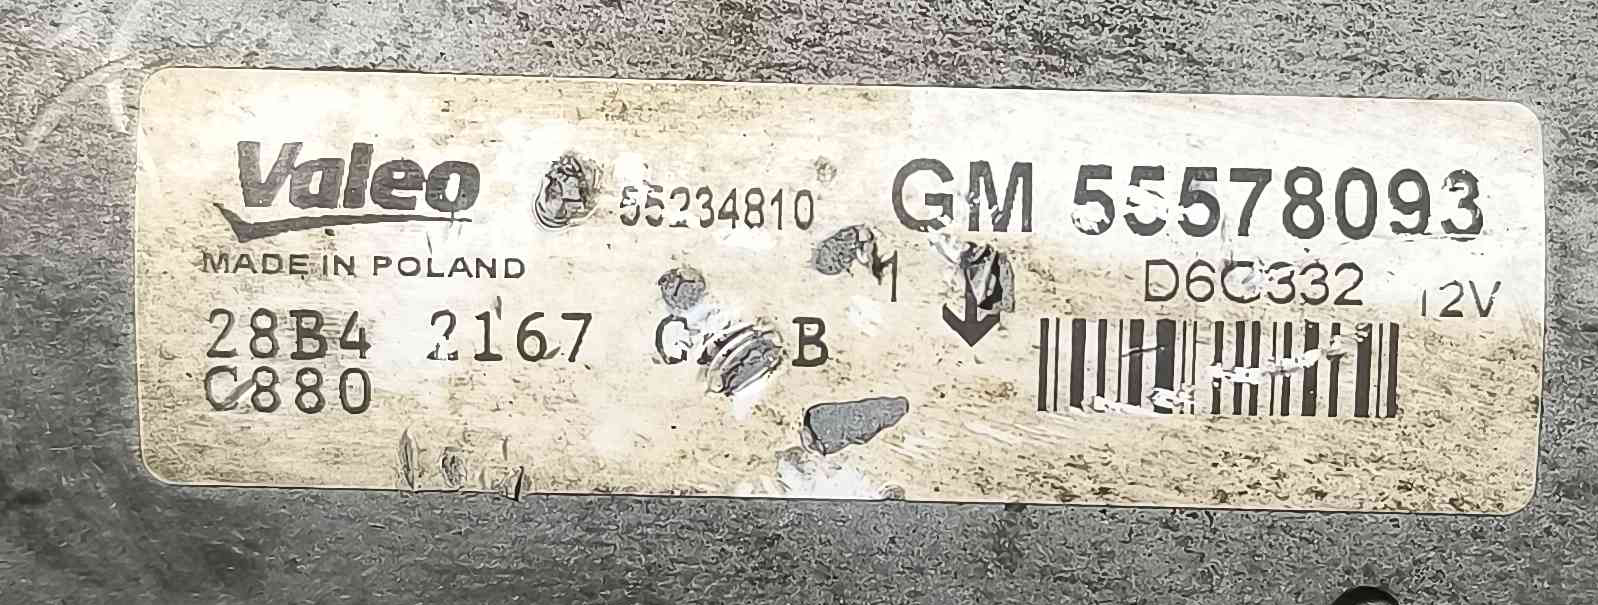 Valeo 55234810 GM 55578093
MADE IN POLAND
D6C332 12V
28B4 2167 B
C880